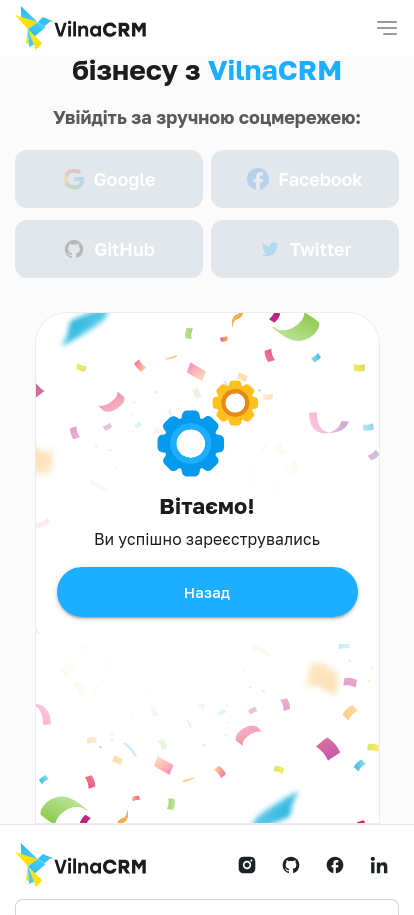 VilnaCRM
бізнесу з VilnaCRM
Увійдіть за зручною соцмережею:
Google
Facebook
GitHub
Twitter
Вітаємо!
Ви успішно зареєструвались
Назад
VilnaCRM